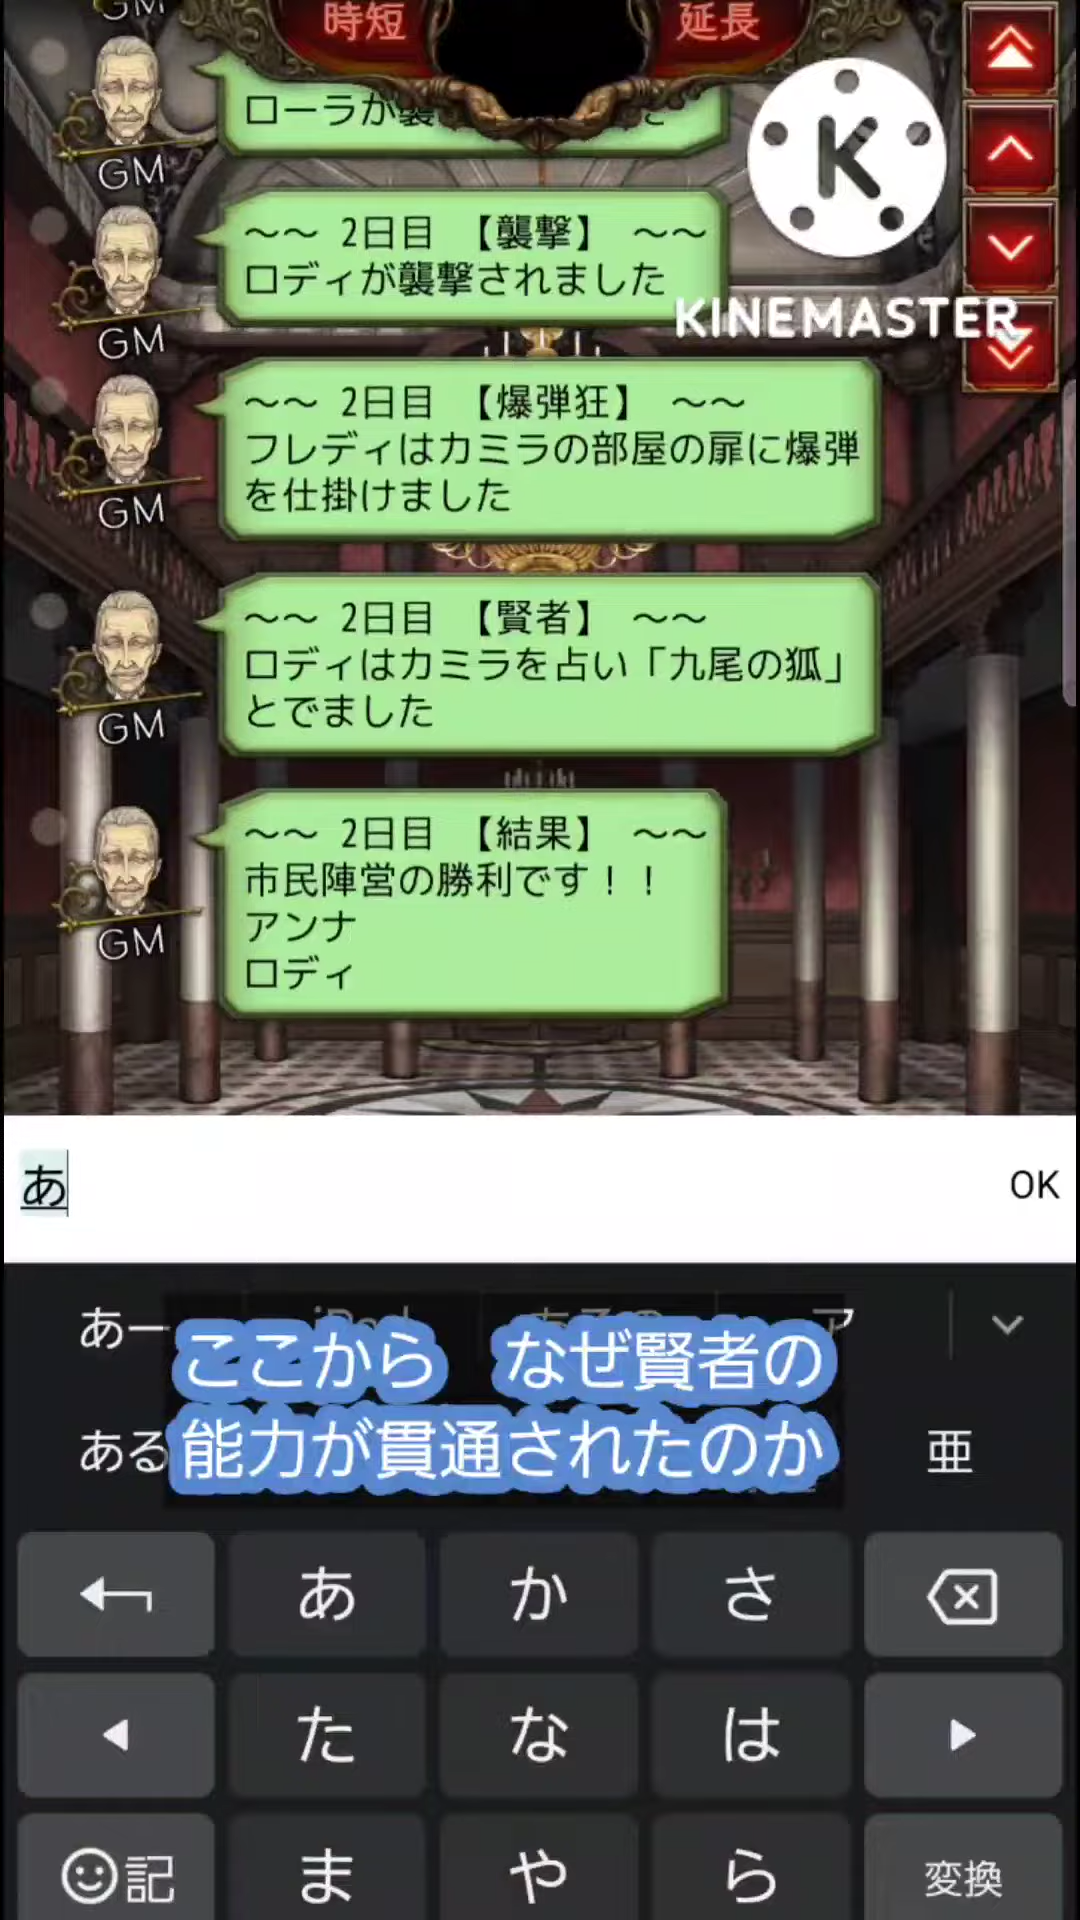 GM
時短
延長
ローラが襲
GM
K
KINEMASTER
～～ 2日目 【襲撃】 ～～
ロディが襲撃されました
GM
～～ 2日目 【爆弾狂】 ～～
フレディはカミラの部屋の扉に爆弾
を仕掛けました
GM
～～ 2日目 【賢者】 ～～
ロディはカミラを占い「九尾の狐」
とでました
GM
～～ 2日目 【結果】 ～～
市民陣営の勝利です！！
アンナ
ロディ
GM
あ
OK
あー
ア
ここから なぜ賢者の
ある
能力が貫通されたのか
亜
あ か さ
た な は
記 ま や ら 変換